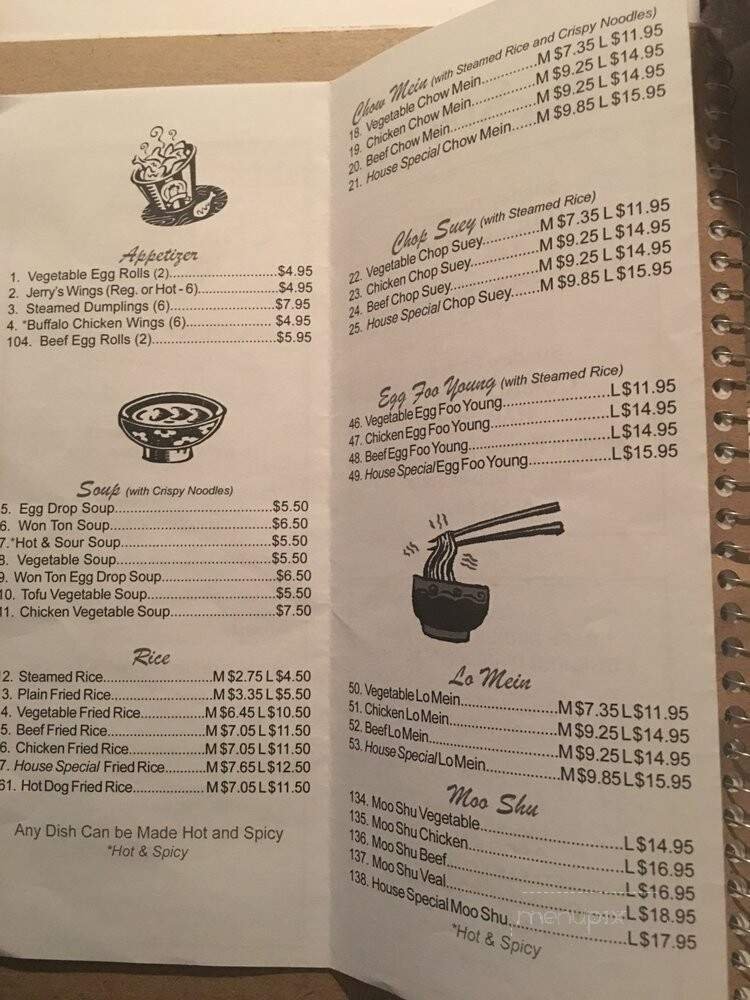 Appetizer
1. Vegetable Egg Rolls (2)..............................$4.95
2. Jerry's Wings (Reg. or Hot - 6)....................$4.95
3. Steamed Dumplings (6)............................$7.95
4. *Buffalo Chicken Wings (6)........................ $4.95
104. Beef Egg Rolls (2)..................................$5.95
Soup (with Crispy Noodles)
5. Egg Drop Soup.......................................$5.50
6. Won Ton Soup........................................$6.50
7.*Hot & Sour Soup.....................................$5.50
8. Vegetable Soup......................................$5.50
9. Won Ton Egg Drop Soup............................$6.50
10. Tofu Vegetable Soup...............................$5.50
11. Chicken Vegetable Soup..........................$7.50
Rice
2. Steamed Rice............................M $2.75 L $4.50
3. Plain Fried Rice..........................M $3.35 L $5.50
4. Vegetable Fried Rice................M $6.45 L $10.50
5. Beef Fried Rice........................M $7.05 L $11.50
6. Chicken Fried Rice...................M $7.05 L $11.50
7. House Special Fried Rice..........M $7.65 L $12.50
61. Hot Dog Fried Rice.................. M $7.05 L $11.50
Any Dish Can be Made Hot and Spicy
*Hot & Spicy
Chow Mein (with Steamed Rice and Crispy Noodles)
18. Vegetable Chow Mein..............M $7.35 L $11.95
19. Chicken Chow Mein................M $9.25 L $14.95
20. Beef Chow Mein.....................M $9.25 L $14.95
21. House Special Chow Mein......M $9.85 L $15.95
Chop Suey (with Steamed Rice)
22. Vegetable Chop Suey..............M $7.35 L $11.95
23. Chicken Chop Suey.................M $9.25 L $14.95
24. Beef Chop Suey......................M $9.25 L $14.95
25. House Special Chop Suey.......M $9.85 L $15.95
Egg Foo Young (with Steamed Rice)
46. Vegetable Egg Foo Young..........................L $11.95
47. Chicken Egg Foo Young.............................L $14.95
48. Beef Egg Foo Young..................................L $14.95
49. House Special Egg Foo Young....................L $15.95
Lo Mein
50. Vegetable Lo Mein.......................M $7.35 L $11.95
51. Chicken Lo Mein..........................M $9.25 L $14.95
52. Beef Lo Mein...............................M $9.25 L $14.95
53. House Special Lo Mein.................M $9.85 L $15.95
Moo Shu
134. Moo Shu Vegetable...................................L $14.95
135. Moo Shu Chicken......................................L $16.95
136. Moo Shu Beef...........................................L $16.95
137. Moo Shu Veal...........................................L $18.95
138. House Special Moo Shu.............................L $17.95
*Hot & Spicy
menupix